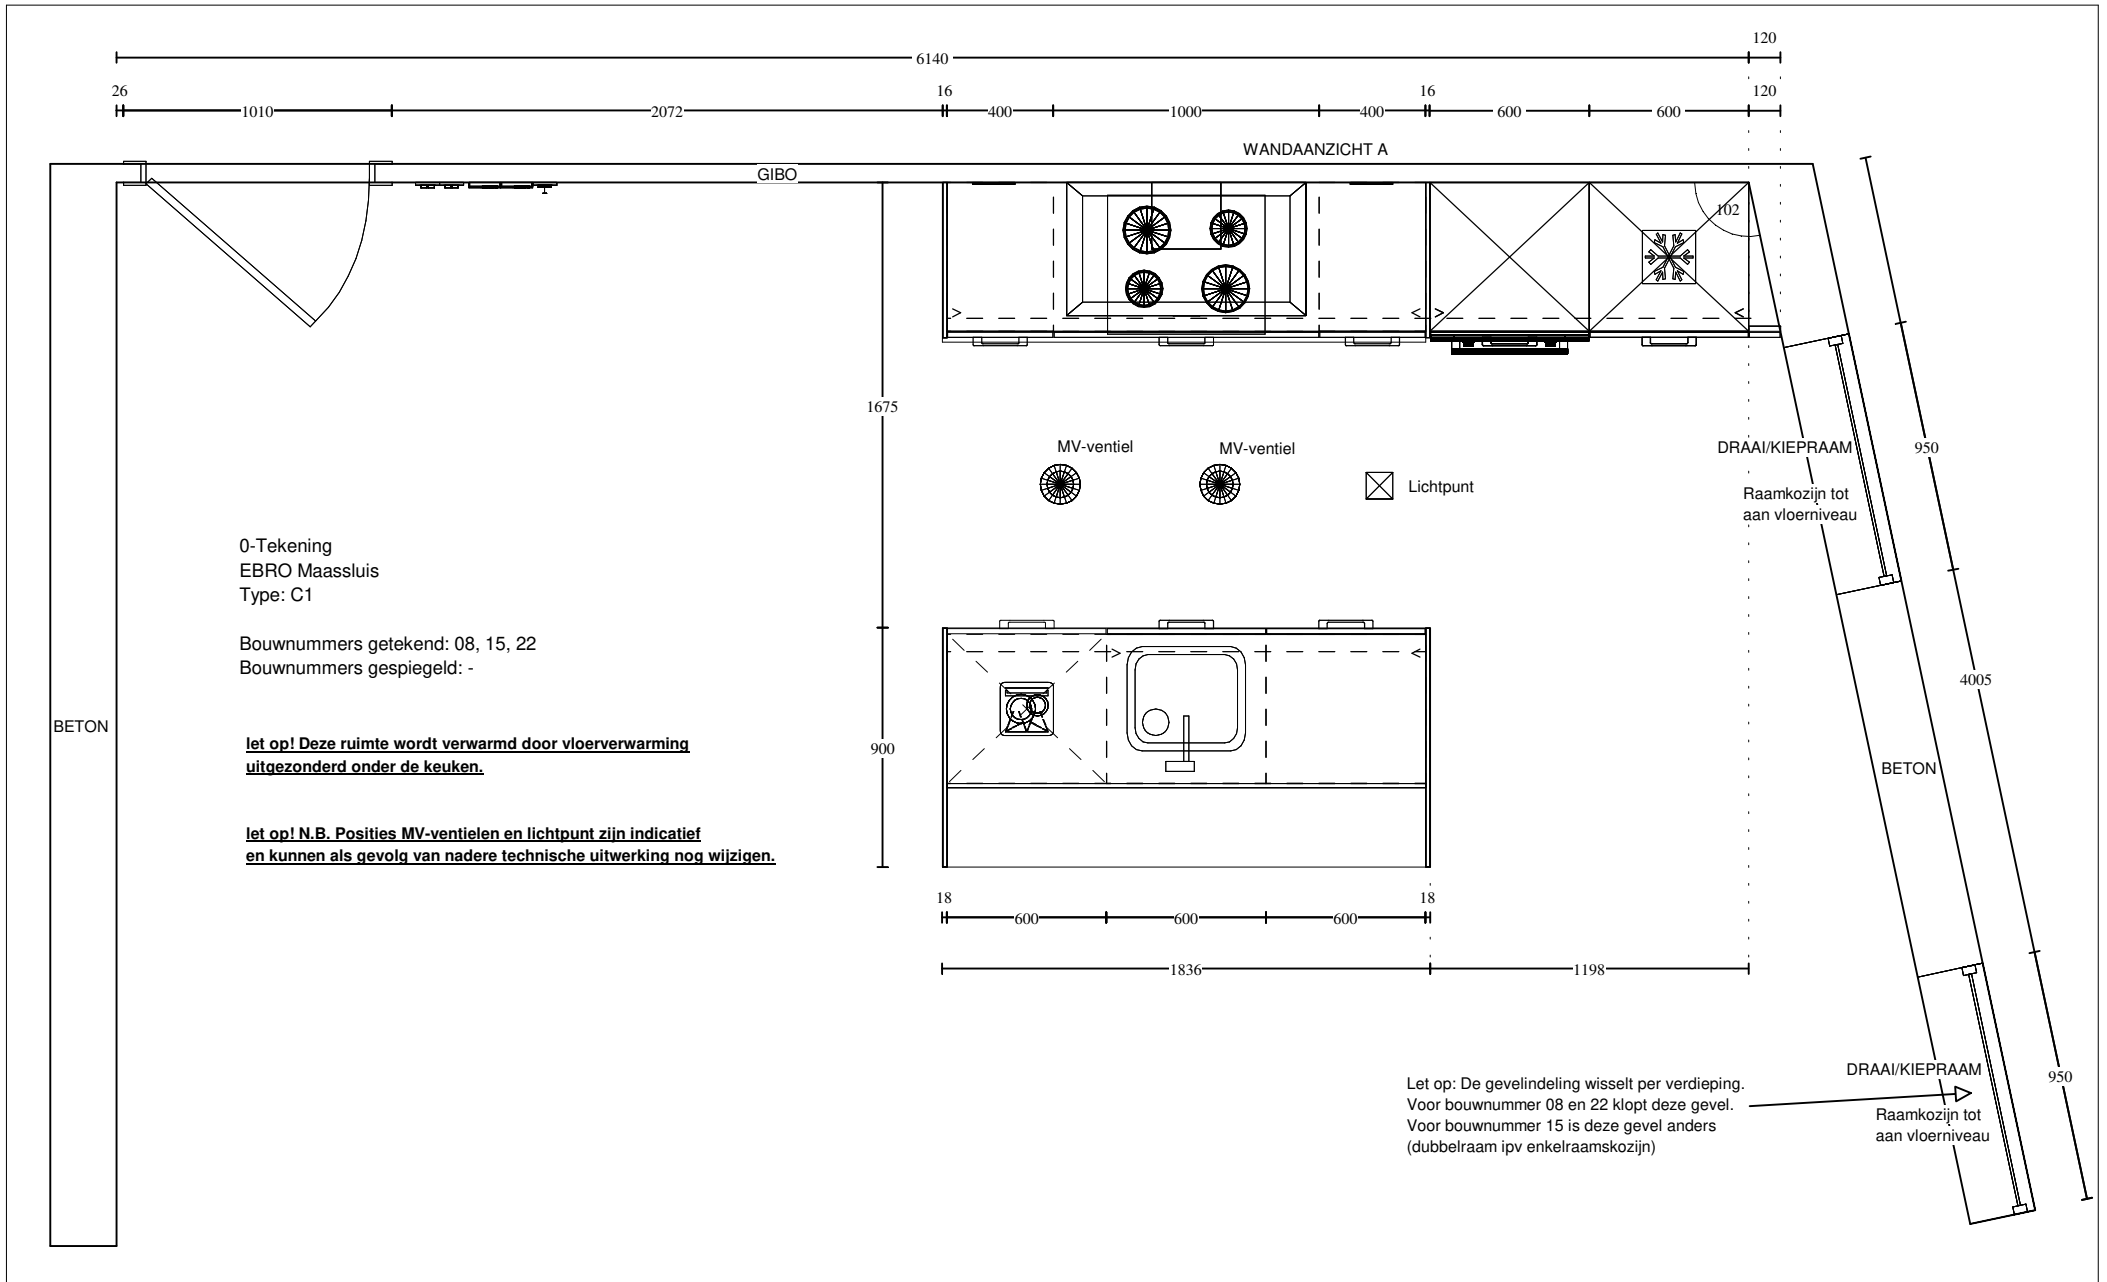 120
6140
26
16
16
120
1010
2072
400
1000
400
600
600
WANDAANZICHT A
GIBO
102
1675
MV-ventiel
MV-ventiel
DRAAI/KIEPRAAM
950
Lichtpunt
Raamkozijn tot
aan vloerniveau
0-Tekening
EBRO Maassluis
Type: C1
Bouwnummers getekend: 08, 15, 22
Bouwnummers gespiegeld: -
4005
BETON
let op! Deze ruimte wordt verwarmd door vloerverwarming
uitgezonderd onder de keuken.
900
BETON
let op! N.B. Posities MV-ventielen en lichtpunt zijn indicatief
en kunnen als gevolg van nadere technische uitwerking nog wijzigen.
18
18
600
600
600
1836
1198
DRAAI/KIEPRAAM
950
Let op: De gevelindeling wisselt per verdieping.
Voor bouwnummer 08 en 22 klopt deze gevel.
Voor bouwnummer 15 is deze gevel anders
(dubbelraam ipv enkelraamskozijn)
Raamkozijn tot
aan vloerniveau